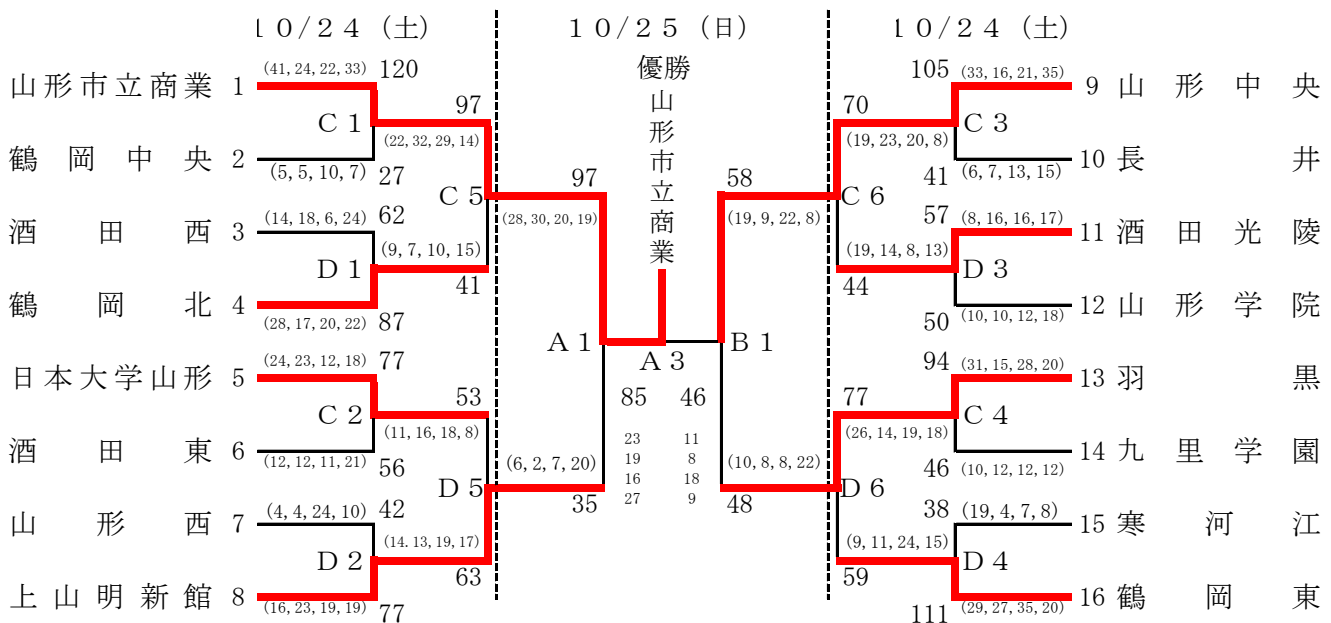 10/24（土）
10/25（日）
10/24（土）
優勝
山形市立商業
山形市立商業 1
(41, 24, 22, 33) 120
C1
鶴岡中央 2
(5, 5, 10, 7) 27
97
(22, 32, 29, 14)
C5
酒田西 3
(14, 18, 6, 24) 62
D1
鶴岡北 4
(28, 17, 20, 22) 87
(9, 7, 10, 15)
41
日本大学山形 5
(24, 23, 12, 18) 77
C2
酒田東 6
(12, 12, 11, 21) 56
53
(11, 16, 18, 8)
D5
山形西 7
(4, 4, 24, 10) 42
D2
上山明新館 8
(16, 23, 19, 19) 77
(14. 13, 19, 17)
63
97
(28, 30, 20, 19)
A1
(6, 2, 7, 20)
35
A3
85 46
23 11
19 8
16 18
27 9
58
(19, 9, 22, 8)
B1
(10, 8, 8, 22)
48
70
(19, 23, 20, 8)
C6
(19, 14, 8, 13)
44
77
(26, 14, 19, 18)
D6
(9, 11, 24, 15)
59
105 (33, 16, 21, 35)
9 山形中央
C3
41 (6, 7, 13, 15)
10 長井
57 (8, 16, 16, 17)
11 酒田光陵
D3
50 (10, 10, 12, 18)
12 山形学院
94 (31, 15, 28, 20)
13 羽黒
C4
46 (10, 12, 12, 12)
14 九里学園
38 (19, 4, 7, 8)
15 寒河江
D4
111 (29, 27, 35, 20)
16 鶴岡東